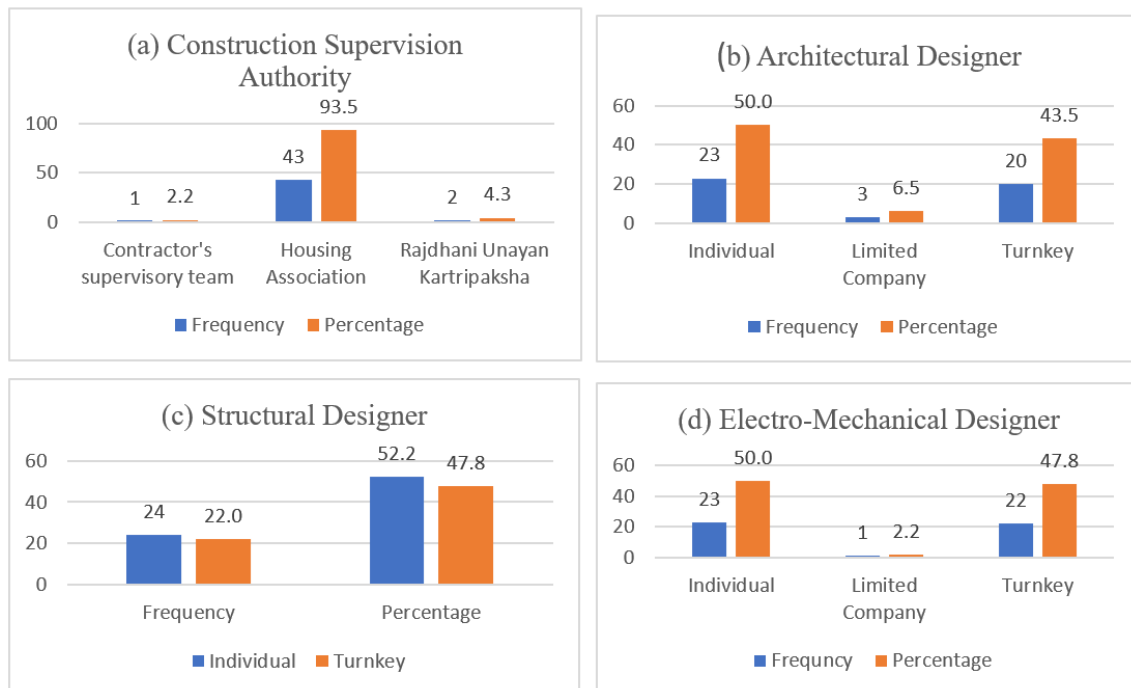 (a) Construction Supervision
Authority
93.5
100
43
50
1 2.2
2 4.3
0
Contractor's
supervisory team
Housing
Association
Rajdhani Unayan
Kartripaksha
Frequency Percentage
(b) Architectural Designer
60
50.0
43.5
40
23
20
20
3 6.5
0
Individual
Limited
Company
Turnkey
Frequency Percentage
(c) Structural Designer
60
52.2
47.8
40
24 22.0
20
0
Frequency Percentage
Individual Turnkey
(d) Electro-Mechanical Designer
60
50.0
47.8
40
23
22
20
1 2.2
0
Individual
Limited
Company
Turnkey
Frequncy Percentage